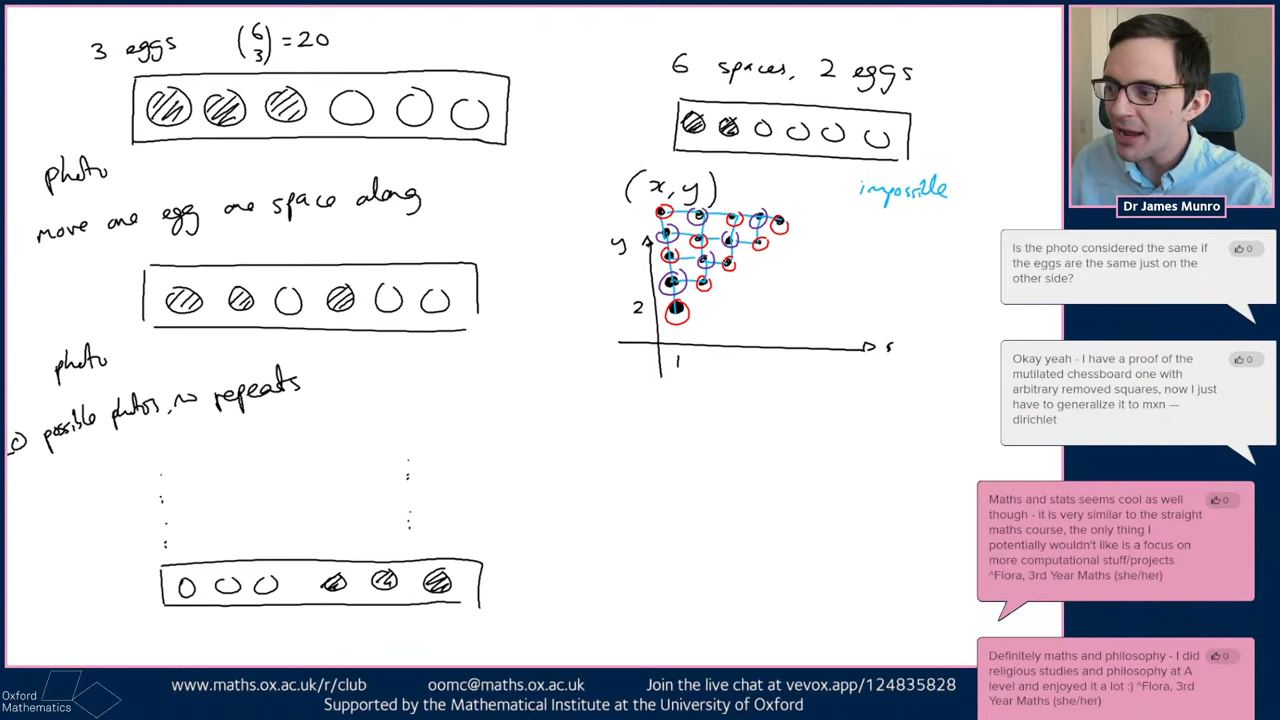 3 eggs (6 3) = 20
photo
move one egg one space along
photo
possible photos, no repeats
6 spaces, 2 eggs
(x, y)
impossible
y
2
1
Dr James Munro
Is the photo considered the same if
the eggs are the same just on the
other side?
0
Okay yeah - I have a proof of the
mutilated chessboard one with
arbitrary removed squares, now I just
have to generalize it to mxn —
dirichlet
0
Maths and stats seems cool as well
though - it is very similar to the straight
maths course, the only thing I
potentially wouldn't like is a focus on
more computational stuff/projects
^Flora, 3rd Year Maths (she/her)
0
Definitely maths and philosophy - I did
religious studies and philosophy at A
level and enjoyed it a lot :) ^Flora, 3rd
Year Maths (she/her)
0
Oxford
Mathematics
www.maths.ox.ac.uk/r/club oomc@maths.ox.ac.uk Join the live chat at vevox.app/124835828
Supported by the Mathematical Institute at the University of Oxford